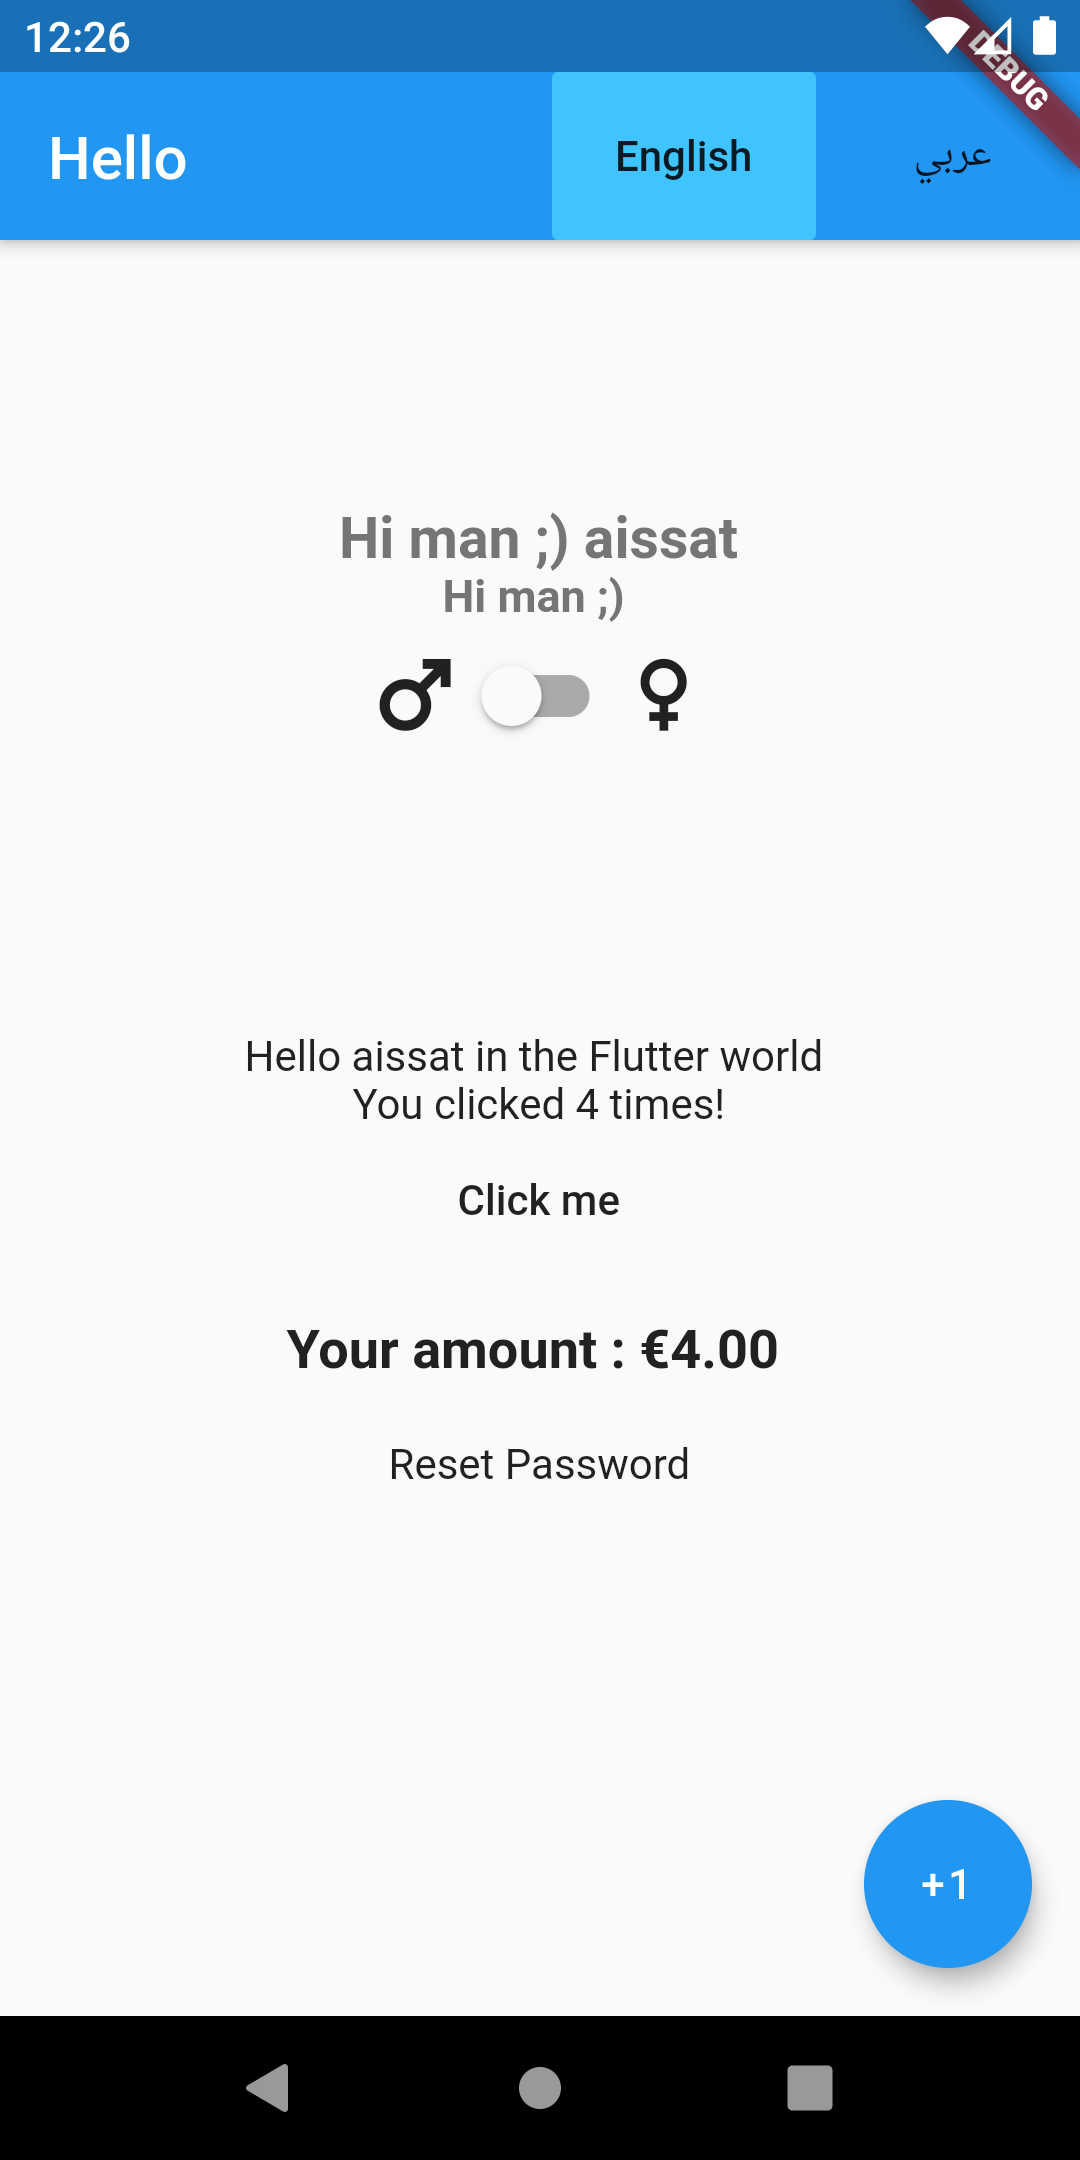 12:26
DEBUG
Hello
English
عربي
Hi man ;) aissat
Hi man ;)
Hello aissat in the Flutter world
You clicked 4 times!
Click me
Your amount : €4.00
Reset Password
+1